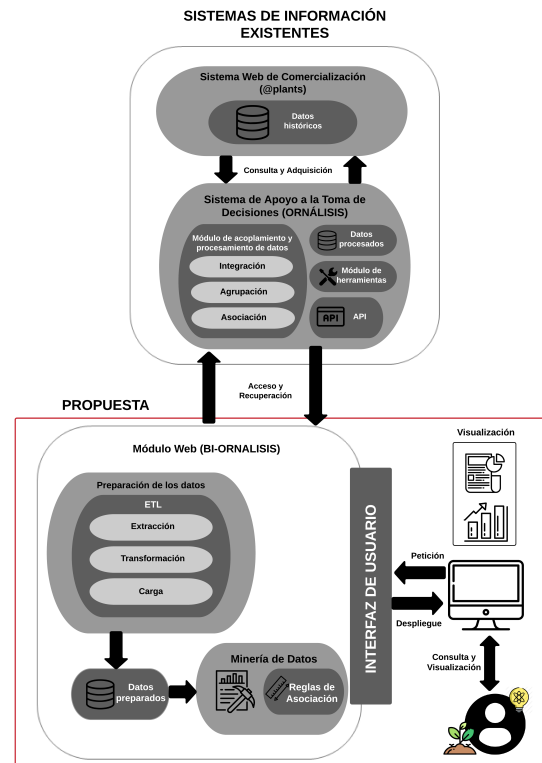 SISTEMAS DE INFORMACIÓN
EXISTENTES
Sistema Web de Comercialización
(@plants)
Datos
históricos
Consulta y Adquisición
Sistema de Apoyo a la Toma de
Decisiones (ORNÁLISIS)
Módulo de acoplamiento y
procesamiento de datos
Integración
Agrupación
Asociación
Datos
procesados
Módulo de
herramientas
API
API
Acceso y
Recuperación
PROPUESTA
Módulo Web (BI-ORNALISIS)
Preparación de los datos
ETL
Extracción
Transformación
Carga
Datos
preparados
Minería de Datos
Reglas de
Asociación
INTERFAZ DE USUARIO
Visualización
Petición
Despliegue
Consulta y
Visualización